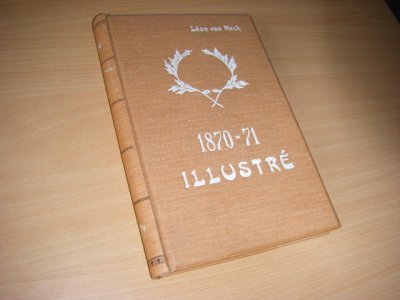 Léon van Neck
1870-71
ILLUSTRÉ